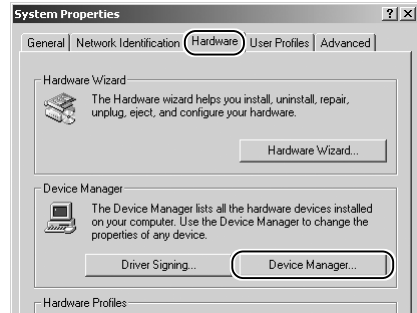 System Properties
General Network Identification Hardware User Profiles Advanced
Hardware Wizard
The Hardware wizard helps you install, uninstall, repair,
unplug, eject, and configure your hardware.
Hardware Wizard...
Device Manager
The Device Manager lists all the hardware devices installed
on your computer. Use the Device Manager to change the
properties of any device.
Driver Signing... Device Manager...
Hardware Profiles